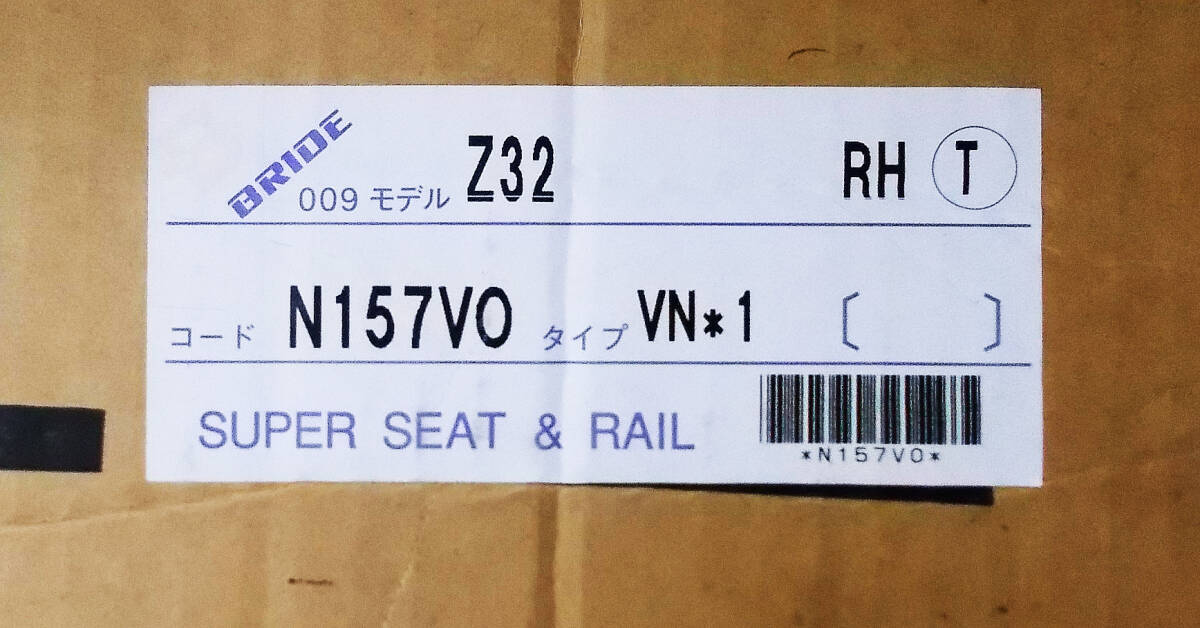 BRIDE 009 モデル Z32 RH T
コード N157VO タイプ VN*1 〔 〕
SUPER SEAT & RAIL
*N157VO*